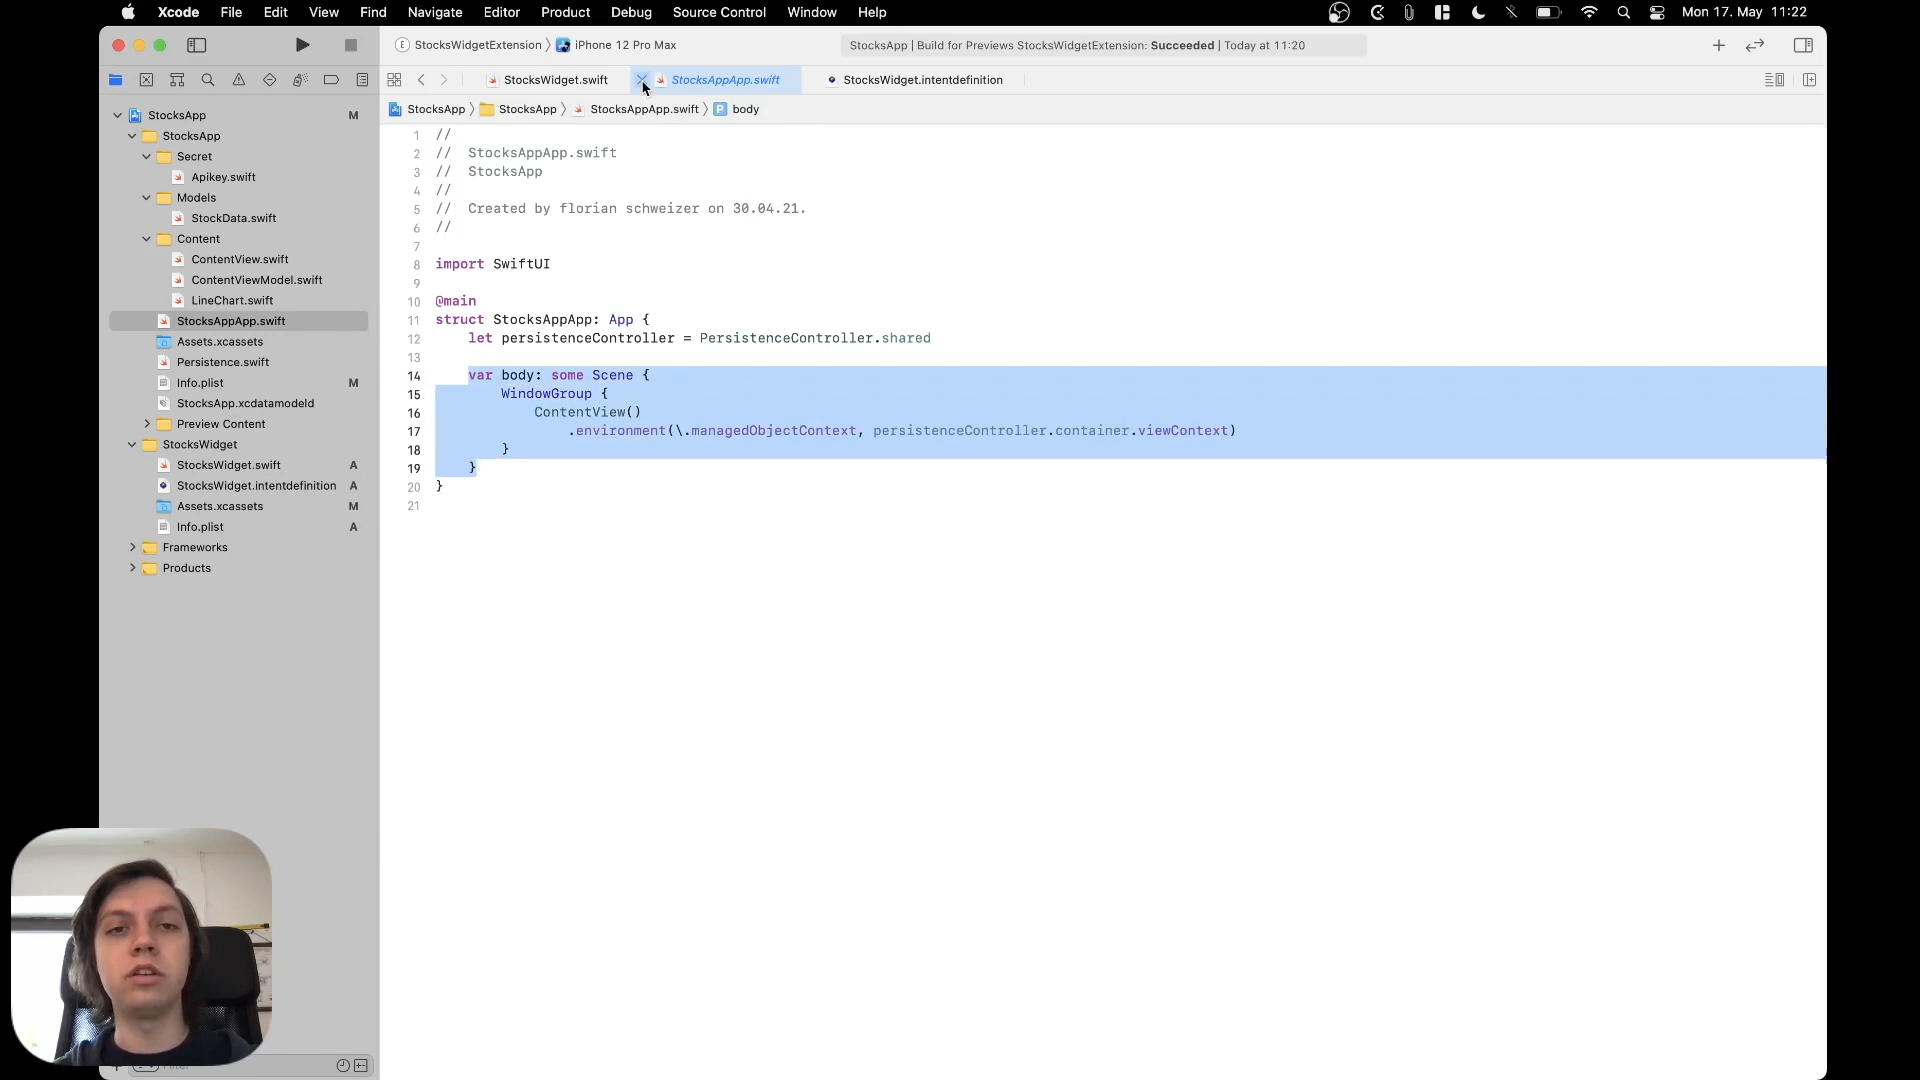 Xcode File Edit View Find Navigate Editor Product Debug Source Control Window Help Mon 17. May 11:22
StocksWidgetExtension 〉 iPhone 12 Pro Max StocksApp | Build for Previews StocksWidgetExtension: Succeeded | Today at 11:20
StocksWidget.swift StocksAppApp.swift StocksWidget.intentdefinition
StocksApp 〉 StocksApp 〉 StocksAppApp.swift 〉 P body
StocksApp M
StocksApp
Secret
Apikey.swift
Models
StockData.swift
Content
ContentView.swift
ContentViewModel.swift
LineChart.swift
StocksAppApp.swift
Assets.xcassets
Persistence.swift
Info.plist M
StocksApp.xcdatamodeld
Preview Content
StocksWidget
StocksWidget.swift A
StocksWidget.intentdefinition A
Assets.xcassets M
Info.plist A
Frameworks
Products
1 //
2 // StocksAppApp.swift
3 // StocksApp
4 //
5 // Created by florian schweizer on 30.04.21.
6 //
7
8 import SwiftUI
9
10 @main
11 struct StocksAppApp: App {
12 let persistenceController = PersistenceController.shared
13
14 var body: some Scene {
15 WindowGroup {
16 ContentView()
17 .environment(\.managedObjectContext, persistenceController.container.viewContext)
18 }
19 }
20 }
21
Filter